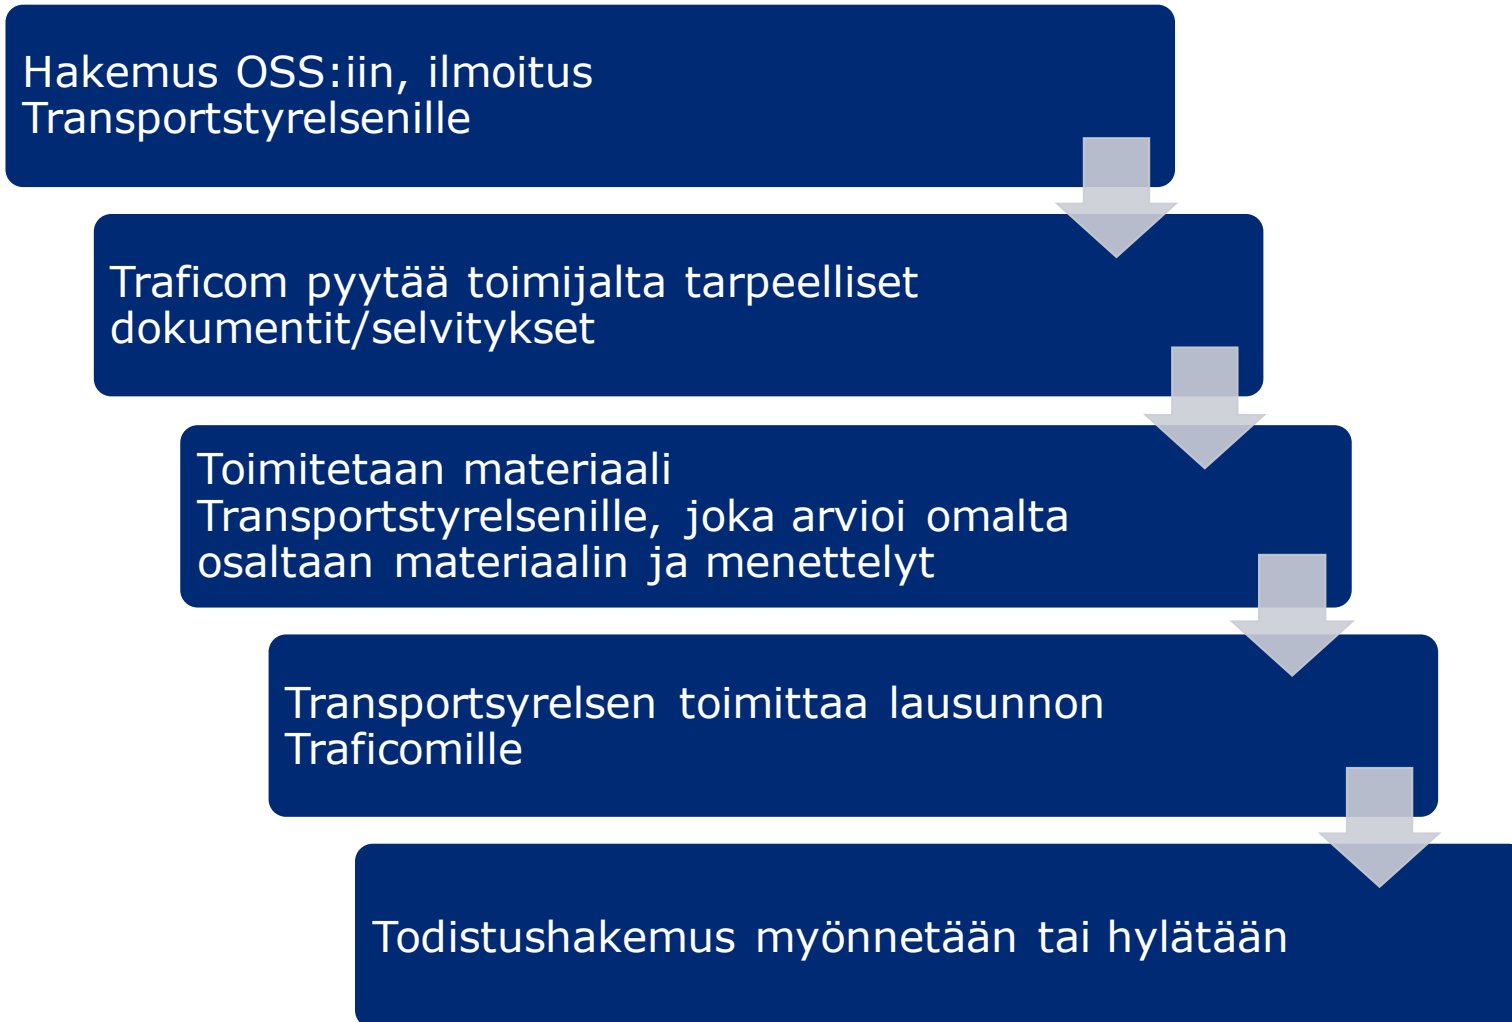 Hakemus OSS:iin, ilmoitus
Transportstyrelsenille
Traficom pyytää toimijalta tarpeelliset
dokumentit/selvitykset
Toimitetaan materiaali
Transportstyrelsenille, joka arvioi omalta
osaltaan materiaalin ja menettelyt
Transportsyrelsen toimittaa lausunnon
Traficomille
Todistushakemus myönnetään tai hylätään